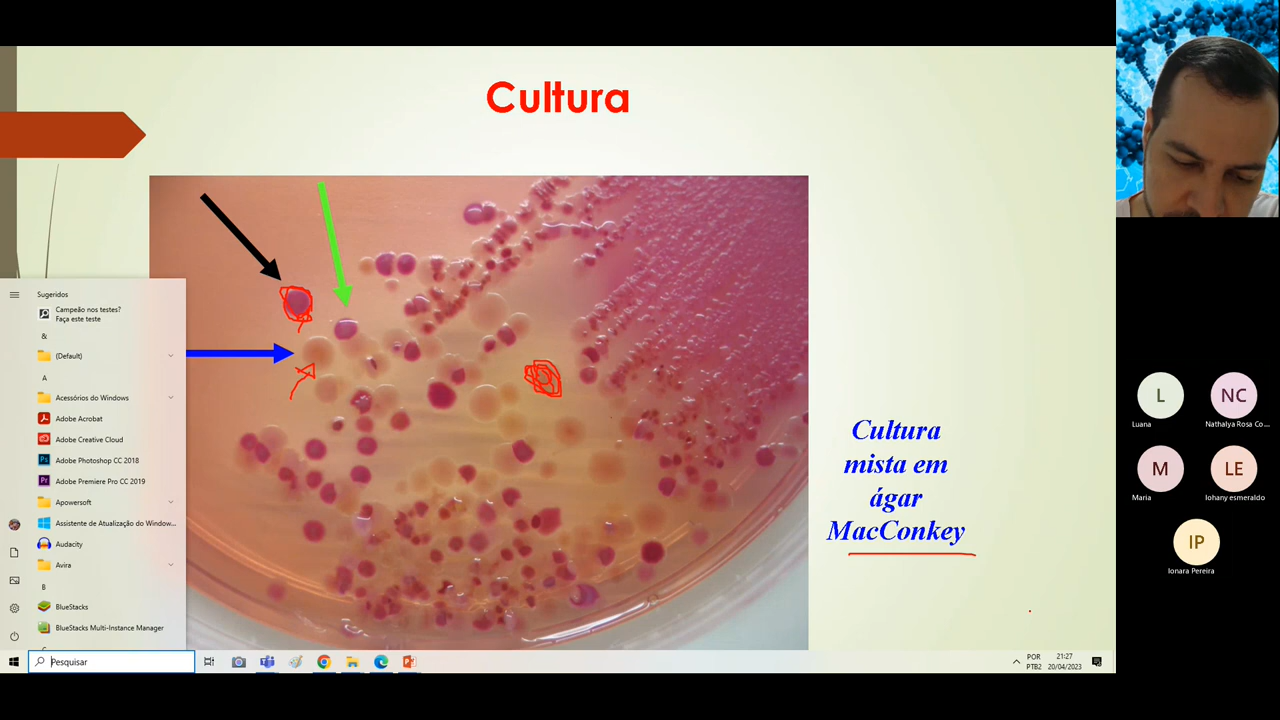 Cultura
Cultura
mista em
ágar
MacConkey
Sugeridos
Campeão nos testes?
Faça este teste
&
(Default)
A
Acessórios do Windows
Adobe Acrobat
Adobe Creative Cloud
Adobe Photoshop CC 2018
Adobe Premiere Pro CC 2019
Apowersoft
Assistente de Atualização do Window...
Audacity
Avira
B
BlueStacks
BlueStacks Multi-Instance Manager
Pesquisar
POR
PTB2
21:27
20/04/2023
L
Luana
NC
Nathalya Rosa Co...
M
Maria
LE
lohany esmeraldo
IP
Ionara Pereira